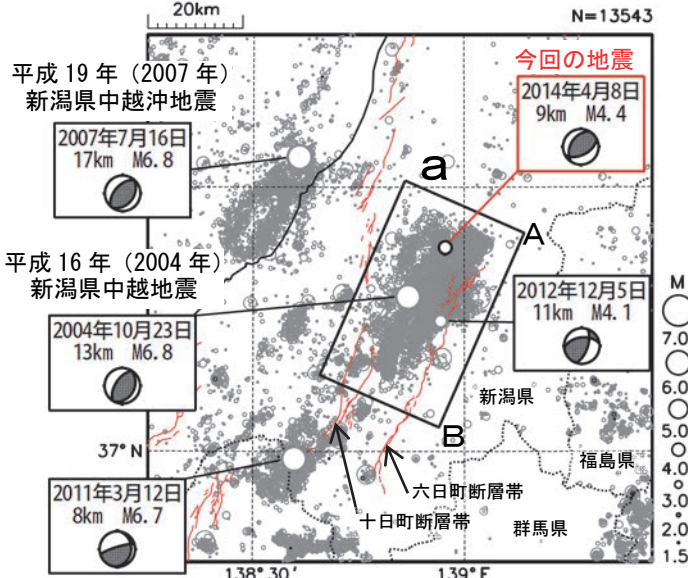 20km
N=13543
平成 19 年（2007 年）
新潟県中越沖地震
2007年7月16日
17km M6.8
今回の地震
2014年4月8日
9km M4.4
a
A
平成 16 年（2004 年）
新潟県中越地震
2004年10月23日
13km M6.8
2012年12月5日
11km M4.1
M
7.0
6.0
5.0
4.0
3.0
2.0
1.5
新潟県
B
37° N
福島県
六日町断層帯
十日町断層帯
群馬県
2011年3月12日
8km M6.7
138°30′
139°E